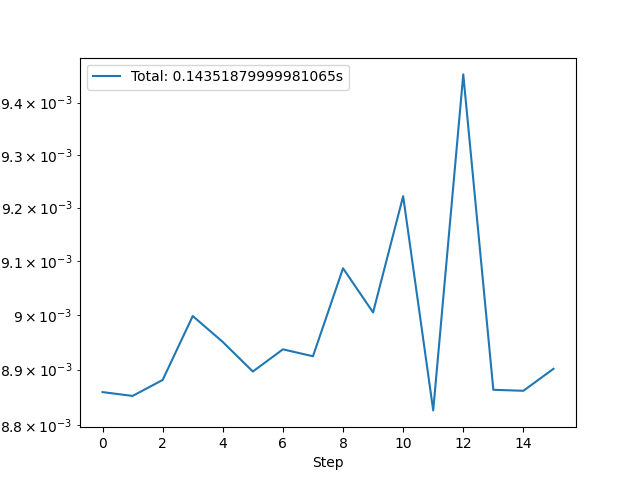 Total: 0.14351879999981065s
9.4 × 10⁻³
9.3 × 10⁻³
9.2 × 10⁻³
9.1 × 10⁻³
9 × 10⁻³
8.9 × 10⁻³
8.8 × 10⁻³
0 2 4 6 8 10 12 14
Step